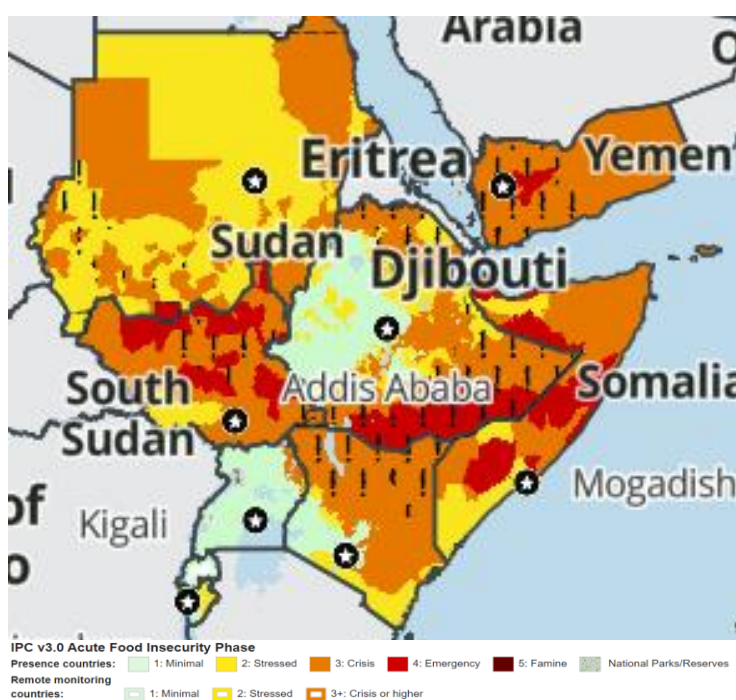 Arabia
O
Eritrea
Yemen
Sudan
Djibouti
South
Sudan
Addis Ababa
Somalia
Mogadish
of
Kigali
o
IPC v3.0 Acute Food Insecurity Phase
Presence countries: 1: Minimal 2: Stressed 3: Crisis 4: Emergency 5: Famine National Parks/Reserves
Remote monitoring
countries: 1: Minimal 2: Stressed 3+: Crisis or higher